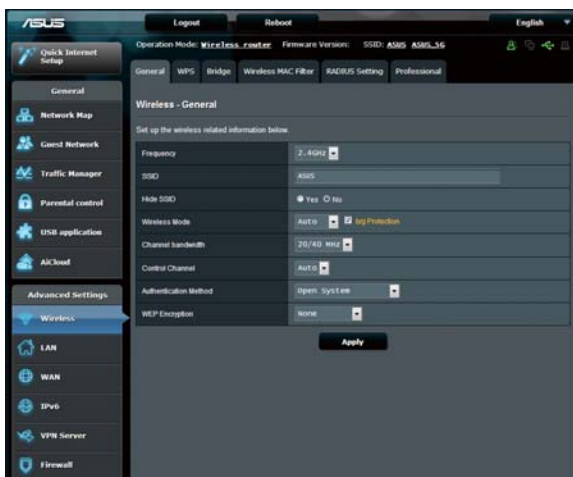 ASUS
Logout
Reboot
English
Quick Internet Setup
Operation Mode: Wireless router Firmware Version: SSID: ASUS ASUS_5G
General WPS Bridge Wireless MAC Filter RADIUS Setting Professional
General
Network Map
Guest Network
Traffic Manager
Parental control
USB application
AiCloud
Advanced Settings
Wireless
LAN
WAN
IPv6
VPN Server
Firewall
Wireless - General
Set up the wireless related information below.
Frequency 2.4GHz
SSID ASUS
Hide SSID Yes No
Wireless Mode Auto b/g Protection
Channel bandwidth 20/40 MHz
Control Channel Auto
Authentication Method Open System
WEP Encryption None
Apply